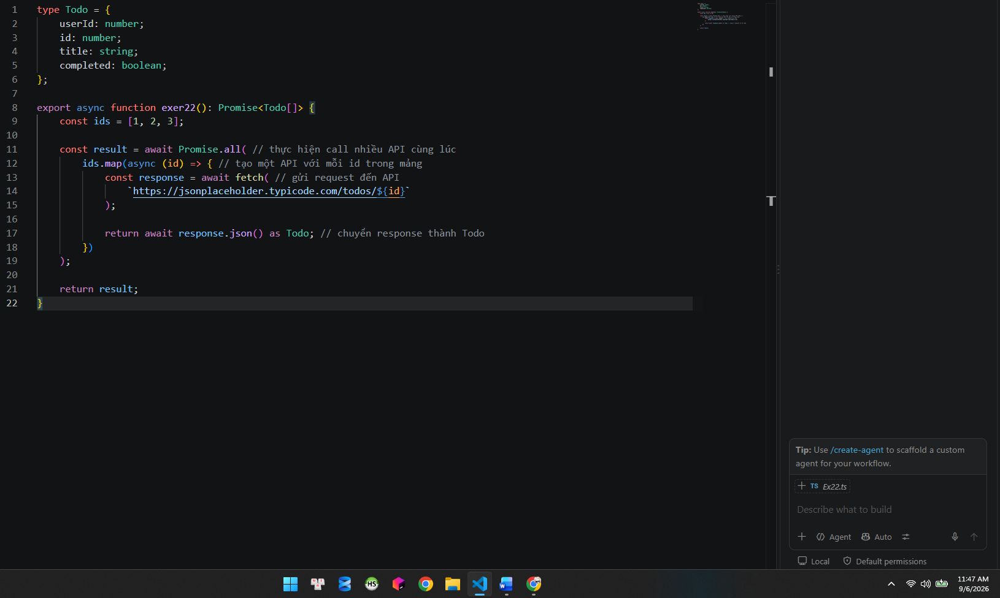 1 type Todo = {
2 userId: number;
3 id: number;
4 title: string;
5 completed: boolean;
6 };
7
8 export async function exer22(): Promise<Todo[]> {
9 const ids = [1, 2, 3];
10
11 const result = await Promise.all( // thực hiện call nhiều API cùng lúc
12 ids.map(async (id) => { // tạo một API với mỗi id trong mảng
13 const response = await fetch( // gửi request đến API
14 `https://jsonplaceholder.typicode.com/todos/${id}`
15 );
16
17 return await response.json() as Todo; // chuyển response thành Todo
18 })
19 );
20
21 return result;
22 }
Tip: Use /create-agent to scaffold a custom
agent for your workflow.
TS Ex22.ts
Describe what to build
Agent Auto
Local Default permissions
HS
W
11:47 AM
9/6/2026